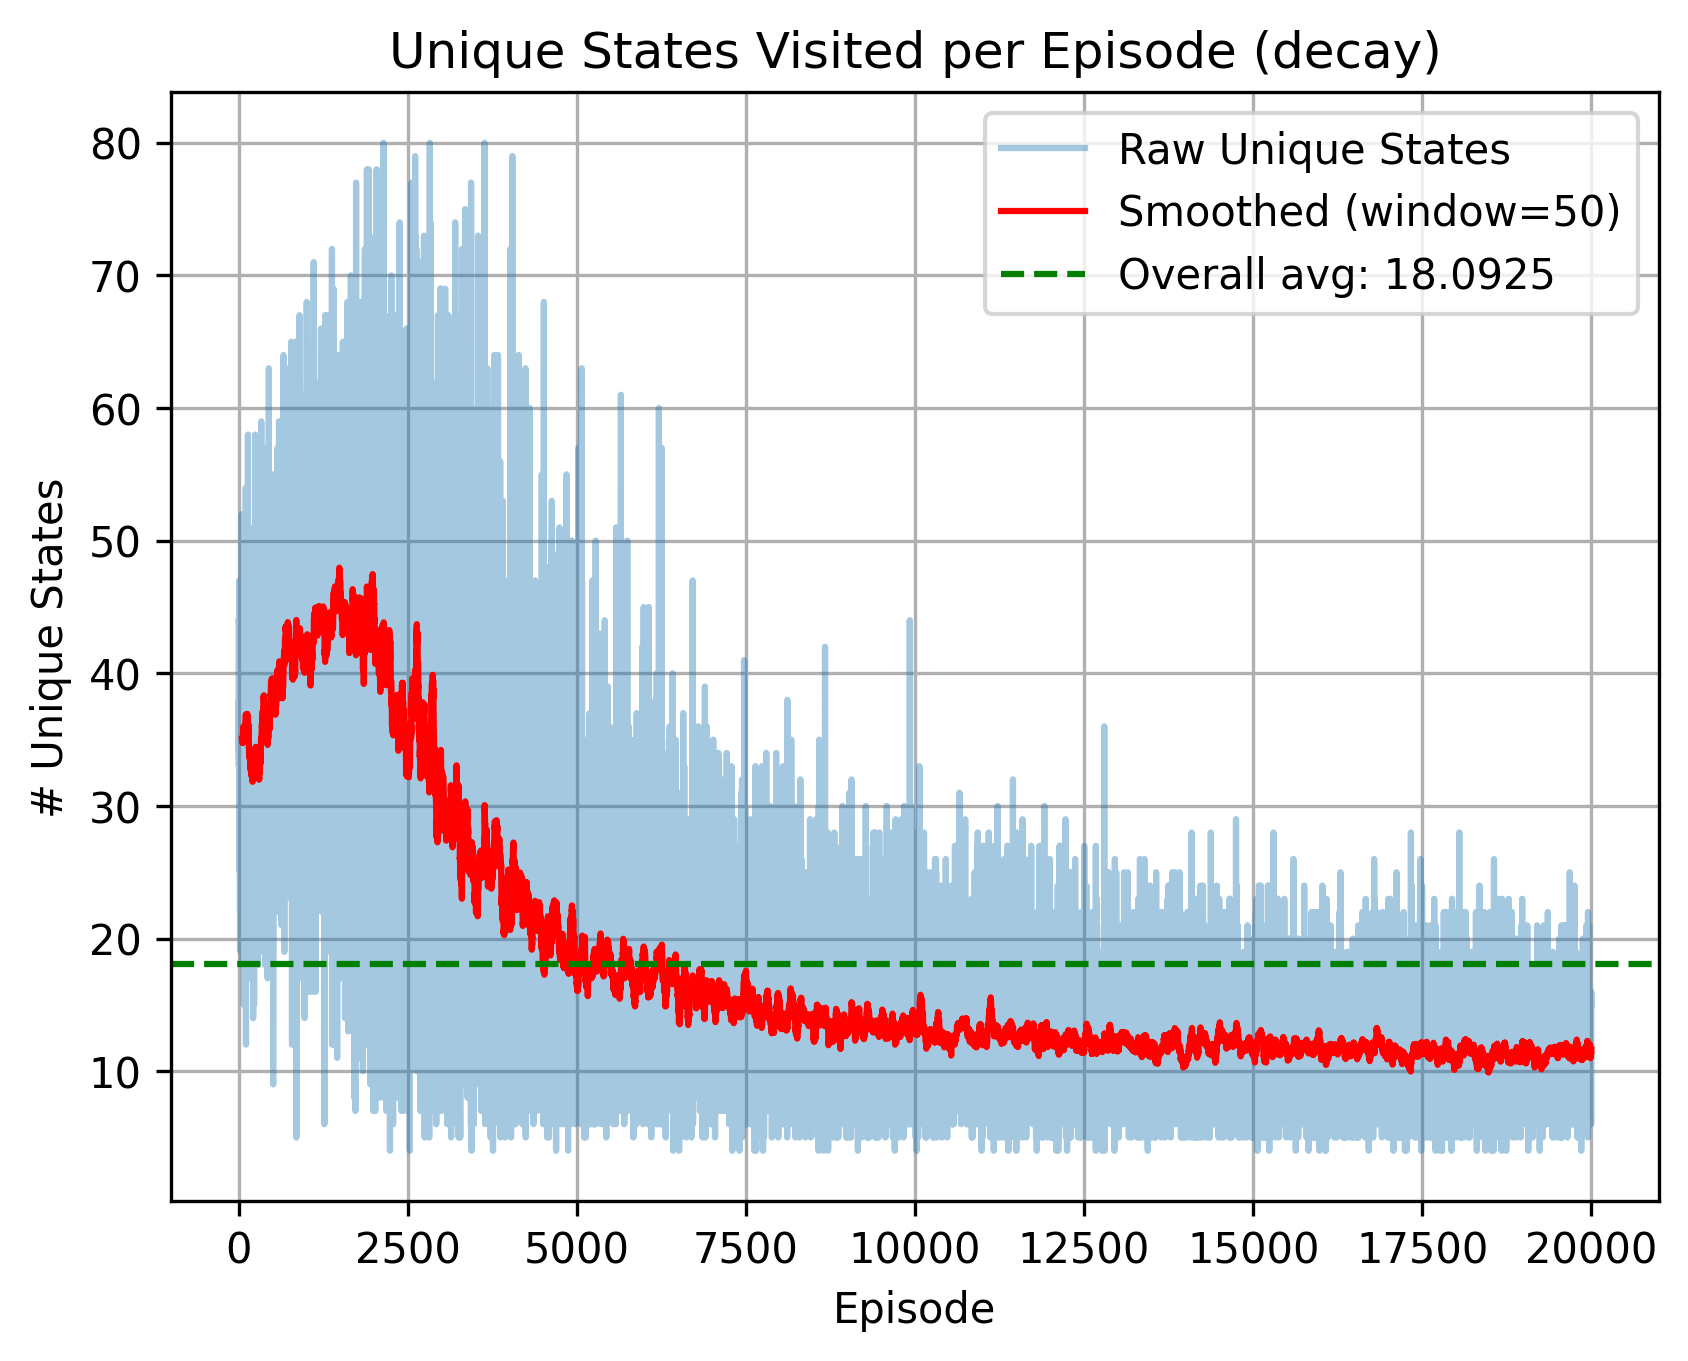 Unique States Visited per Episode (decay)
Raw Unique States
Smoothed (window=50)
Overall avg: 18.0925
# Unique States
80
70
60
50
40
30
20
10
0 2500 5000 7500 10000 12500 15000 17500 20000
Episode